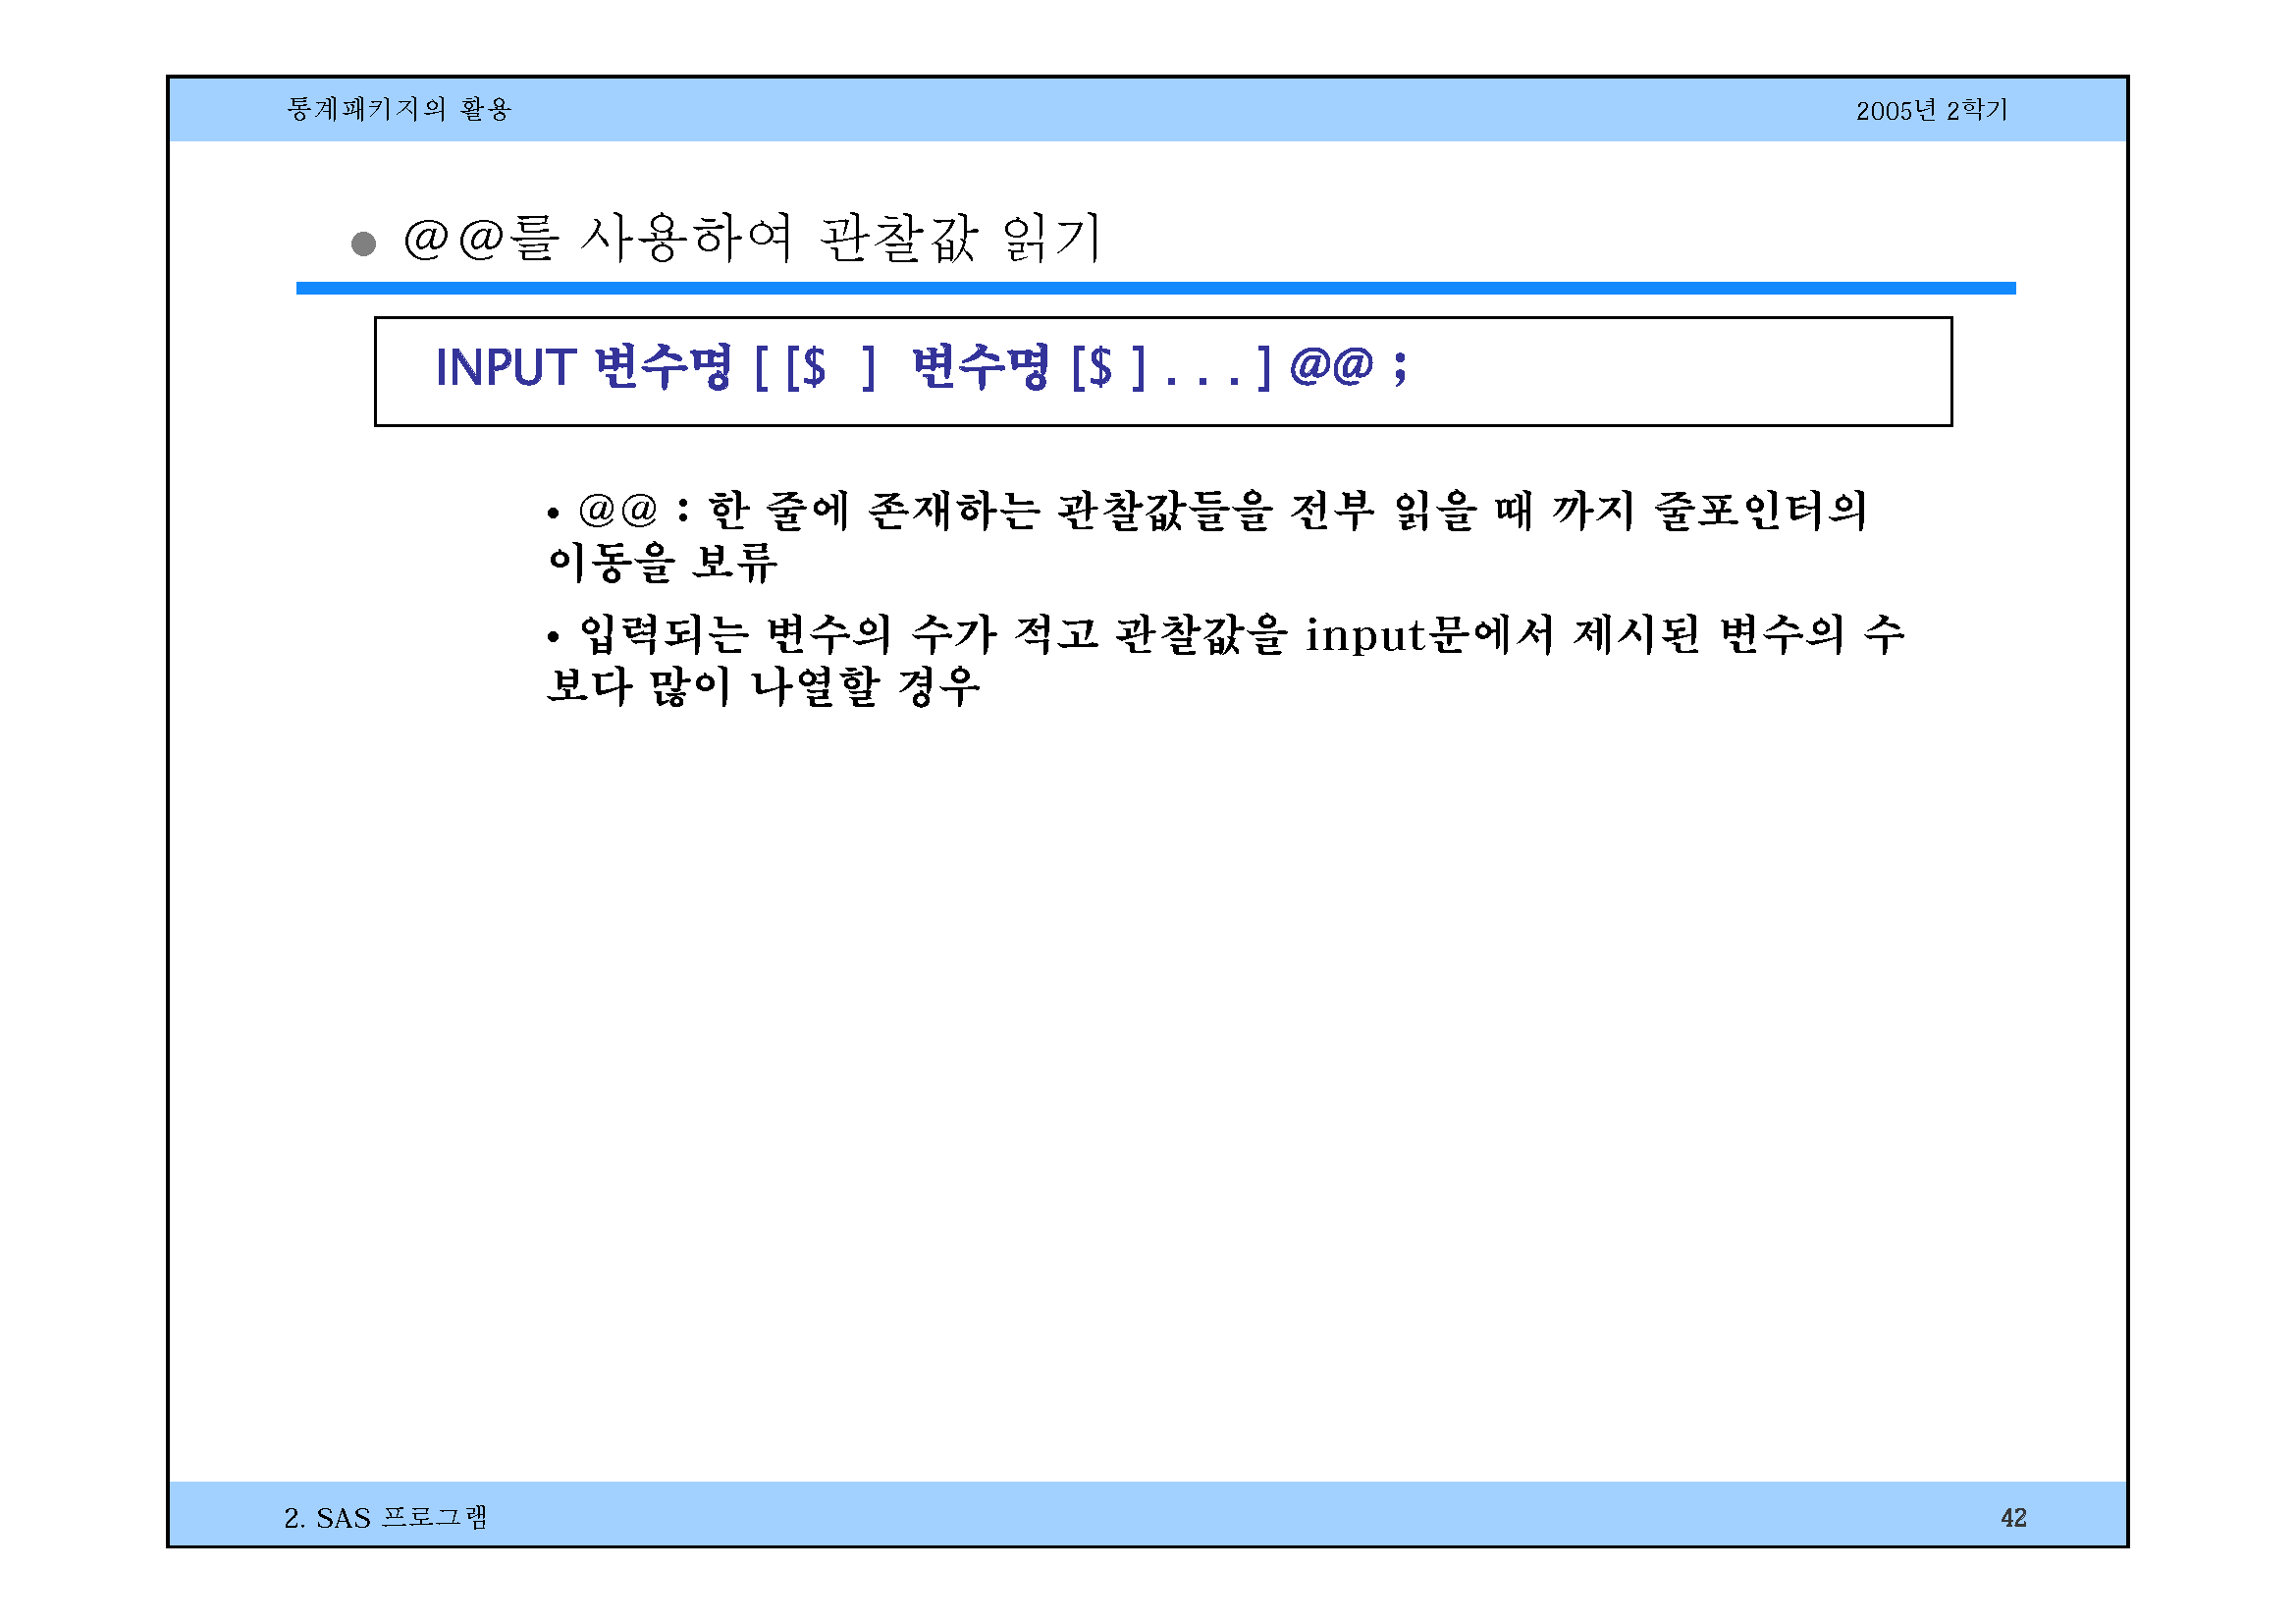 통계패키지의 활용
2005년 2학기
● @@를 사용하여 관찰값 읽기
INPUT 변수명 [ [$ ] 변수명 [$ ] . . . ] @@ ;
• @@ : 한 줄에 존재하는 관찰값들을 전부 읽을 때 까지 줄포인터의
이동을 보류
• 입력되는 변수의 수가 적고 관찰값을 input문에서 제시된 변수의 수
보다 많이 나열할 경우
2. SAS 프로그램
42